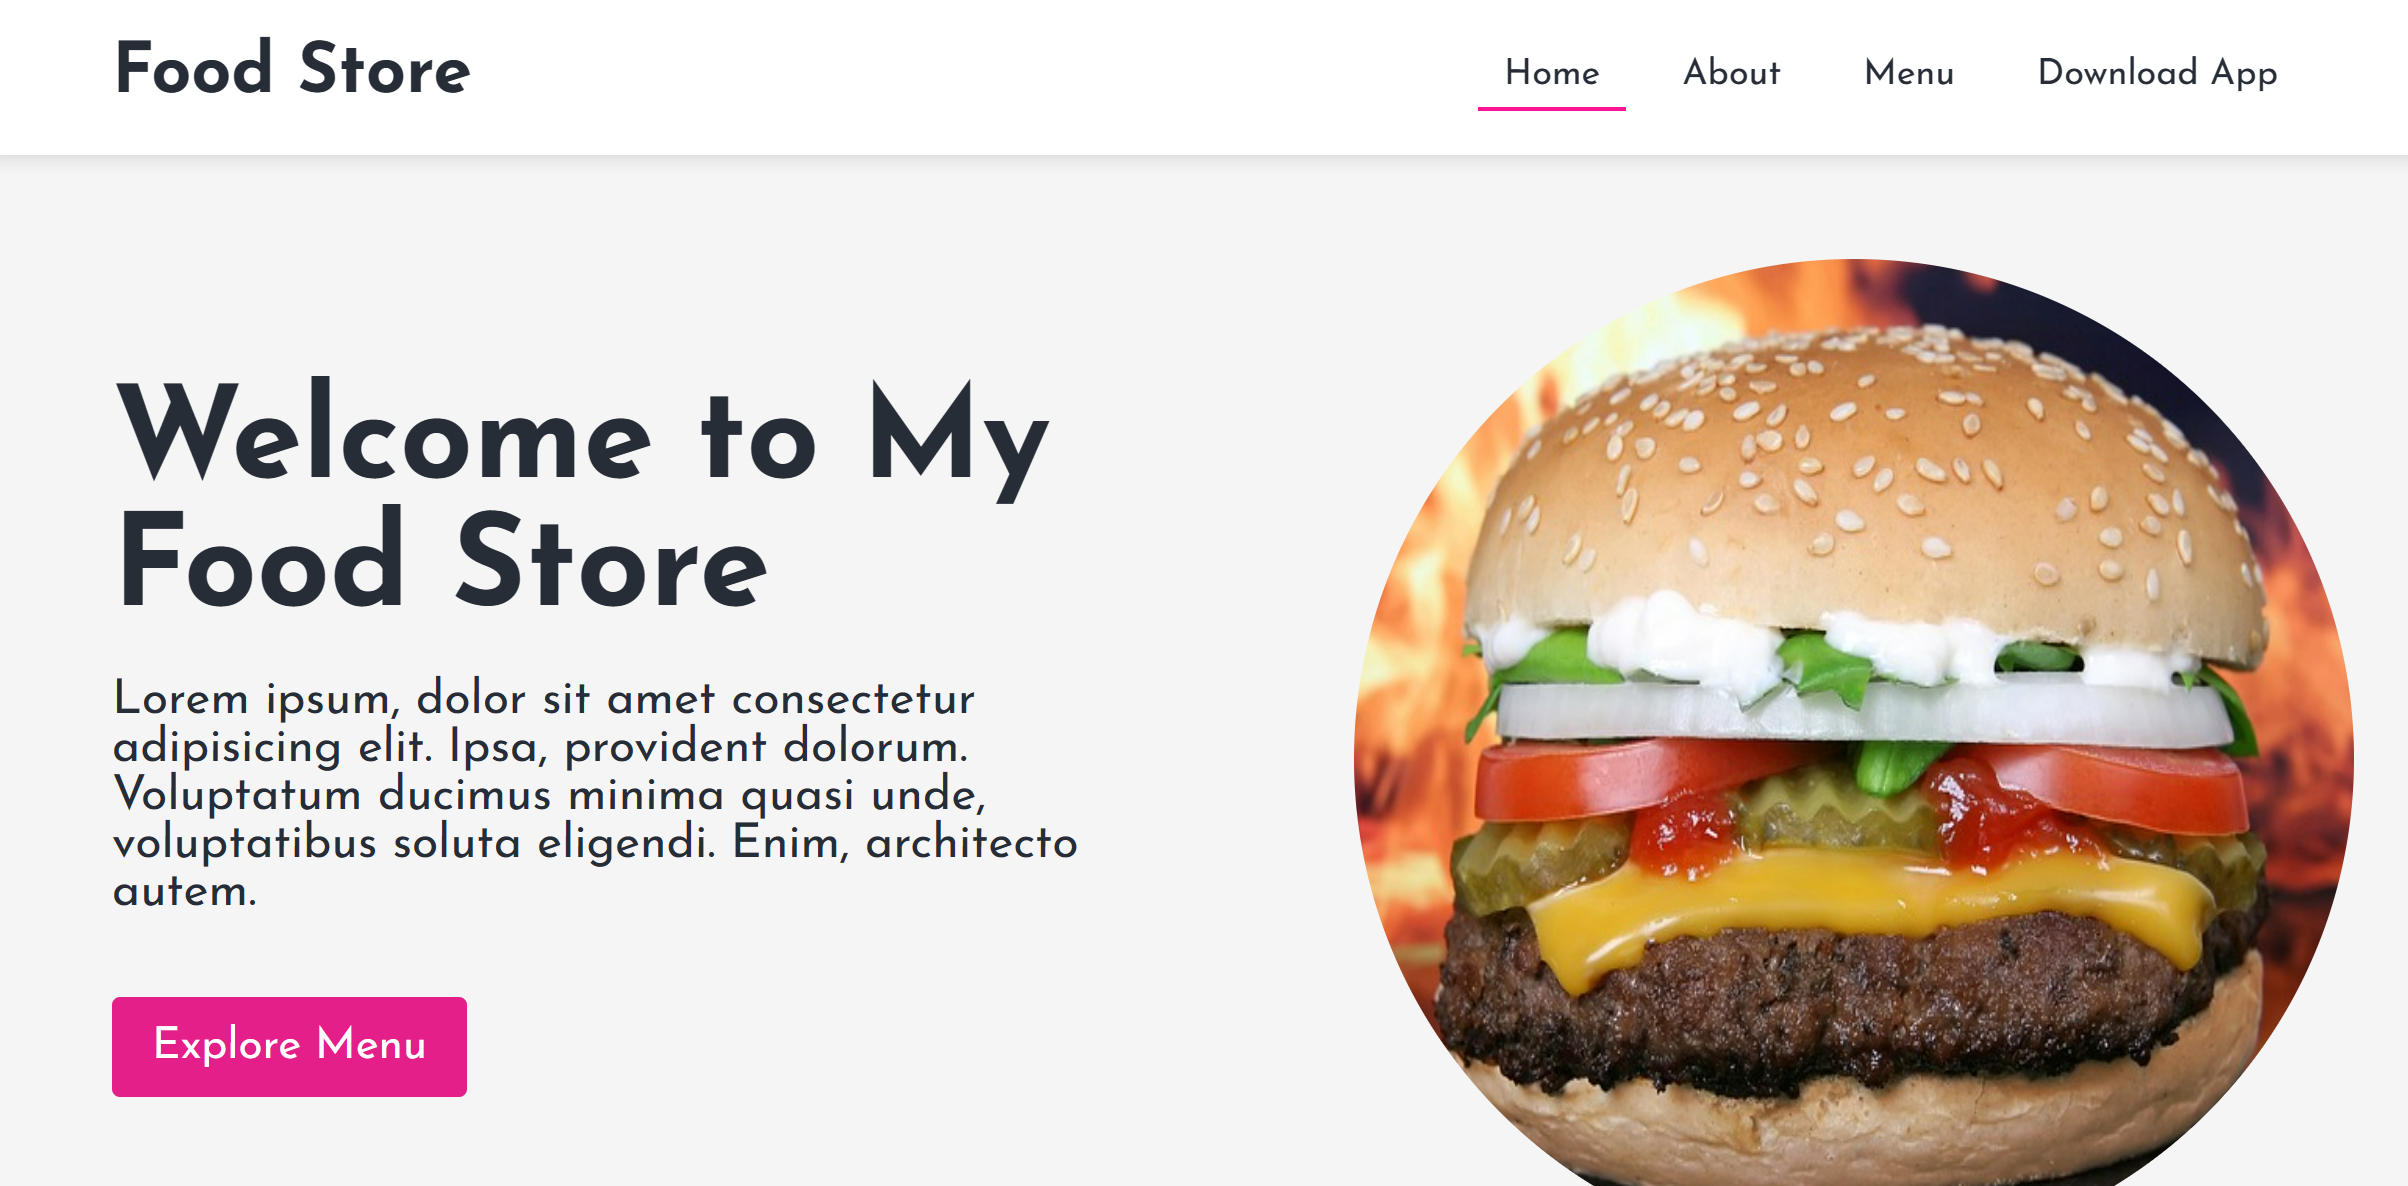 Food Store
Home About Menu Download App
Welcome to My
Food Store
Lorem ipsum, dolor sit amet consectetur
adipisicing elit. Ipsa, provident dolorum.
Voluptatum ducimus minima quasi unde,
voluptatibus soluta eligendi. Enim, architecto
autem.
Explore Menu